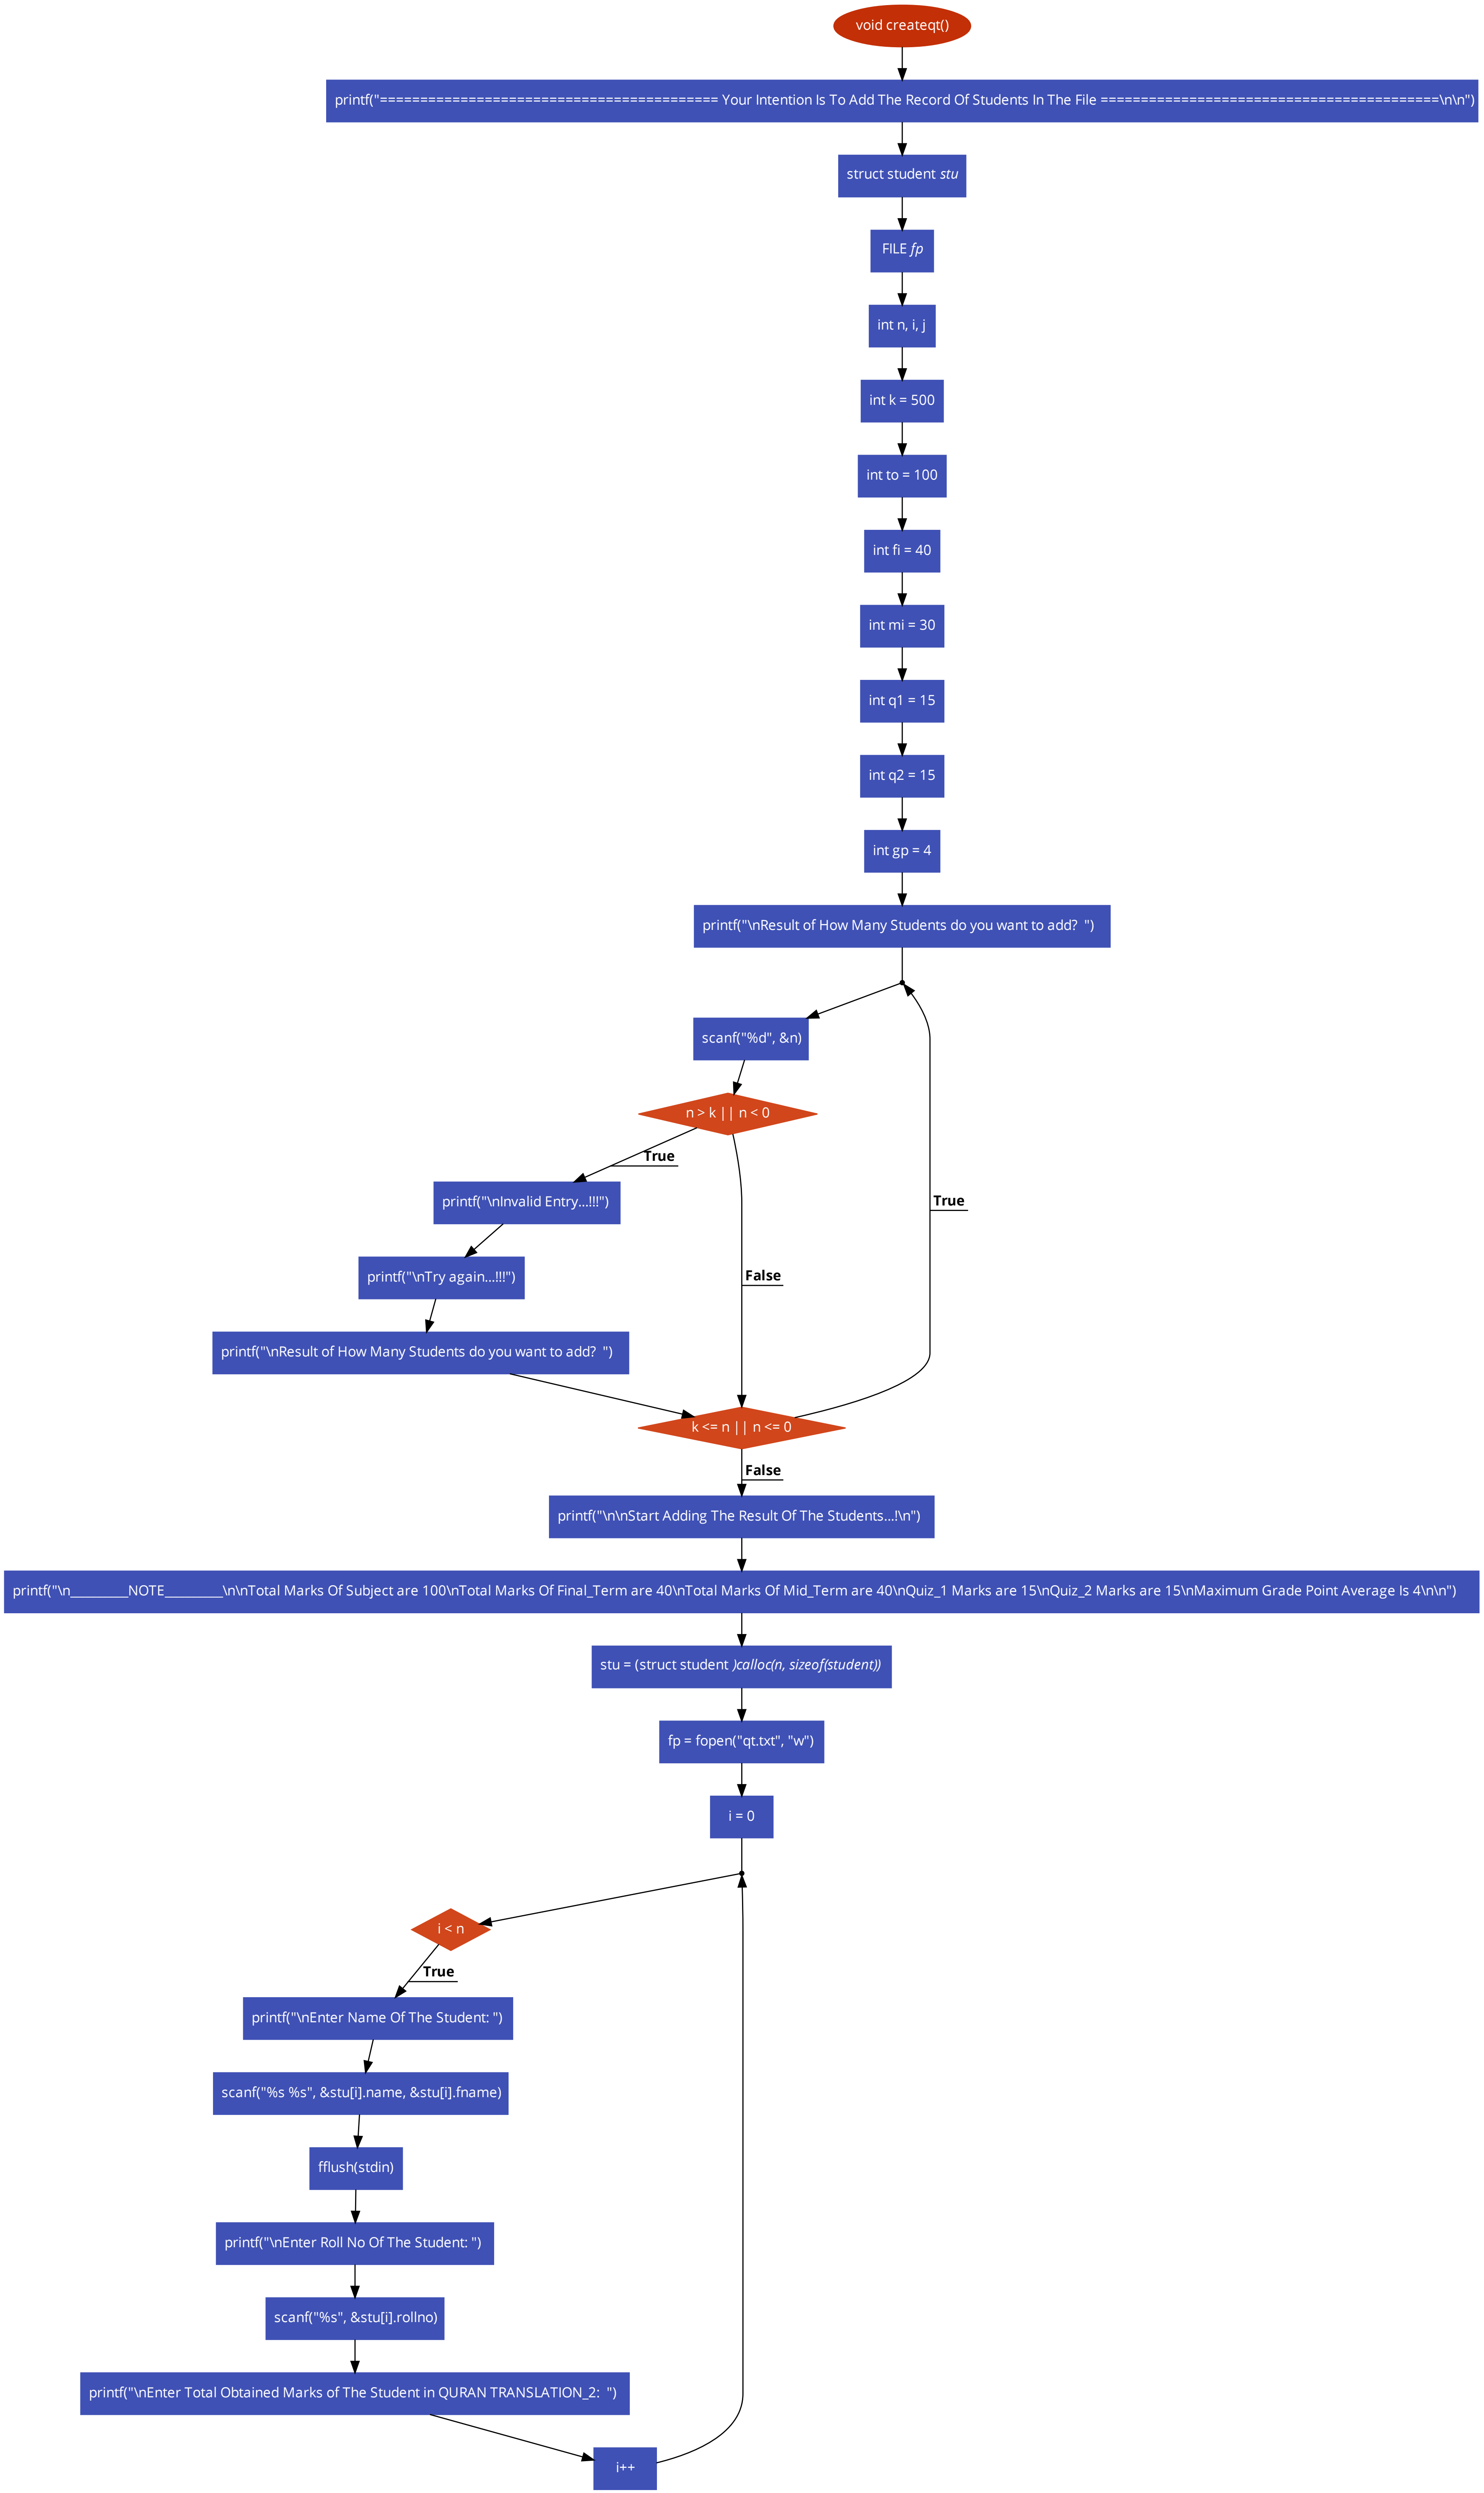 void createqt()
printf("========================================== Your Intention Is To Add The Record Of Students In The File ==========================================\n\n")
struct student stu
FILE fp
int n, i, j
int k = 500
int to = 100
int fi = 40
int mi = 30
int q1 = 15
int q2 = 15
int gp = 4
printf("\nResult of How Many Students do you want to add?  ")
scanf("%d", &n)
n > k || n < 0
True
printf("\nInvalid Entry...!!!")
True
printf("\nTry again...!!!")
False
printf("\nResult of How Many Students do you want to add?  ")
k <= n || n <= 0
False
printf("\n\nStart Adding The Result Of The Students...!\n")
printf("\n_________NOTE_________\n\nTotal Marks Of Subject are 100\nTotal Marks Of Final_Term are 40\nTotal Marks Of Mid_Term are 40\nQuiz_1 Marks are 15\nQuiz_2 Marks are 15\nMaximum Grade Point Average Is 4\n\n")
stu = (struct student )calloc(n, sizeof(student))
fp = fopen("qt.txt", "w")
i = 0
i < n
True
printf("\nEnter Name Of The Student: ")
scanf("%s %s", &stu[i].name, &stu[i].fname)
fflush(stdin)
printf("\nEnter Roll No Of The Student: ")
scanf("%s", &stu[i].rollno)
printf("\nEnter Total Obtained Marks of The Student in QURAN TRANSLATION_2:  ")
i++